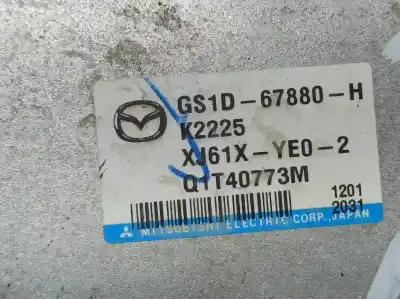 GS1D-67880-H
K2225
XJ61X-YE0-2
Q1T40773M
1201
2031
MITSUBISHI ELECTRIC CORP., JAPAN